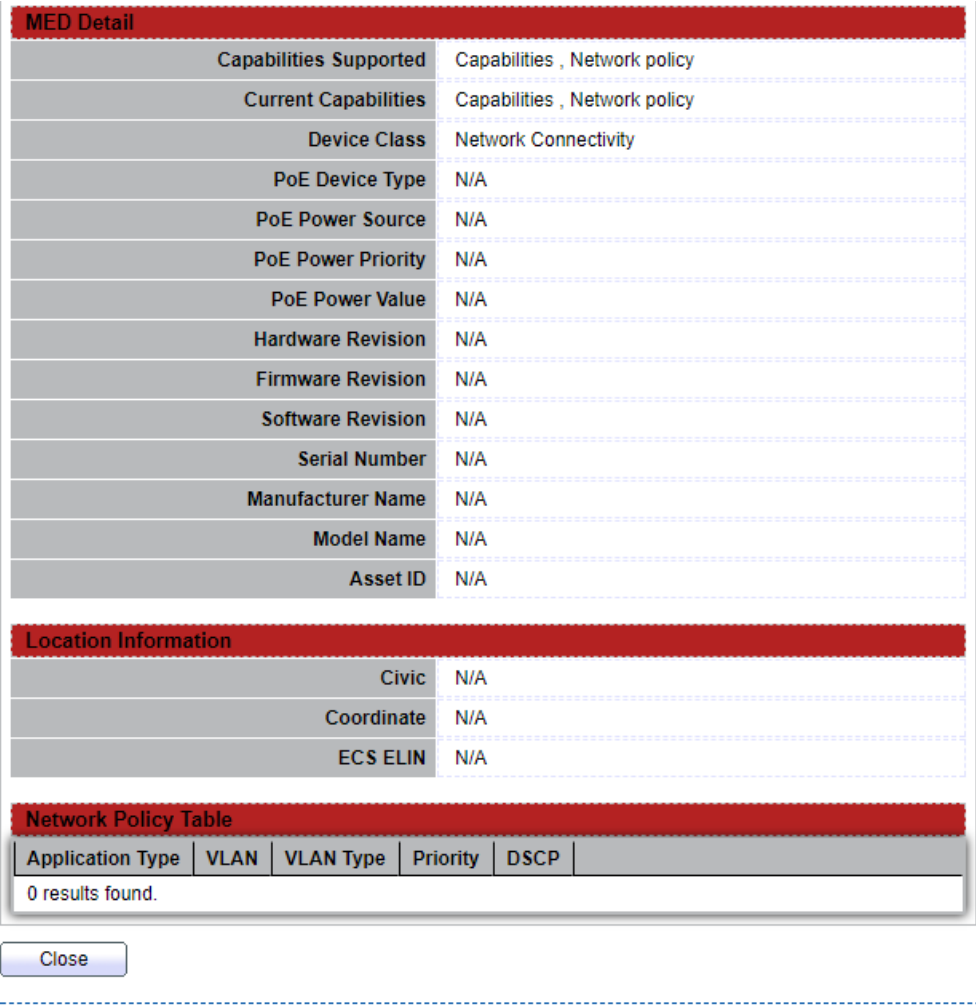 MED Detail
Capabilities Supported Capabilities , Network policy
Current Capabilities Capabilities , Network policy
Device Class Network Connectivity
PoE Device Type N/A
PoE Power Source N/A
PoE Power Priority N/A
PoE Power Value N/A
Hardware Revision N/A
Firmware Revision N/A
Software Revision N/A
Serial Number N/A
Manufacturer Name N/A
Model Name N/A
Asset ID N/A
Location Information
Civic N/A
Coordinate N/A
ECS ELIN N/A
Network Policy Table
Application Type VLAN VLAN Type Priority DSCP
0 results found.
Close